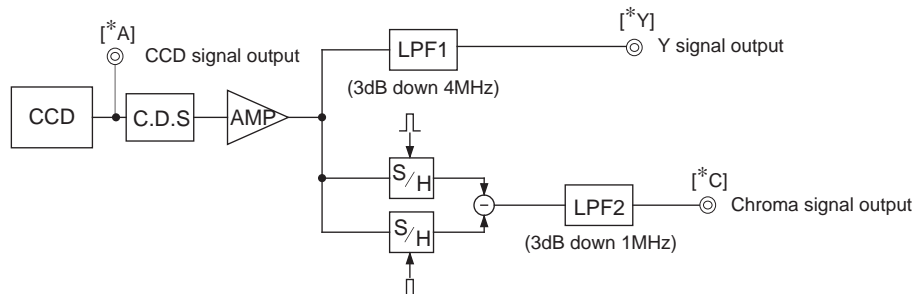 [*A]
CCD signal output
[*Y]
Y signal output
LPF1
(3dB down 4MHz)
CCD
C.D.S
AMP
S/H
S/H
−
LPF2
(3dB down 1MHz)
[*C]
Chroma signal output